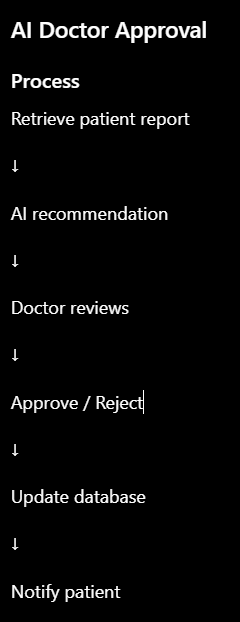 AI Doctor Approval
Process
Retrieve patient report
↓
AI recommendation
↓
Doctor reviews
↓
Approve / Reject
↓
Update database
↓
Notify patient